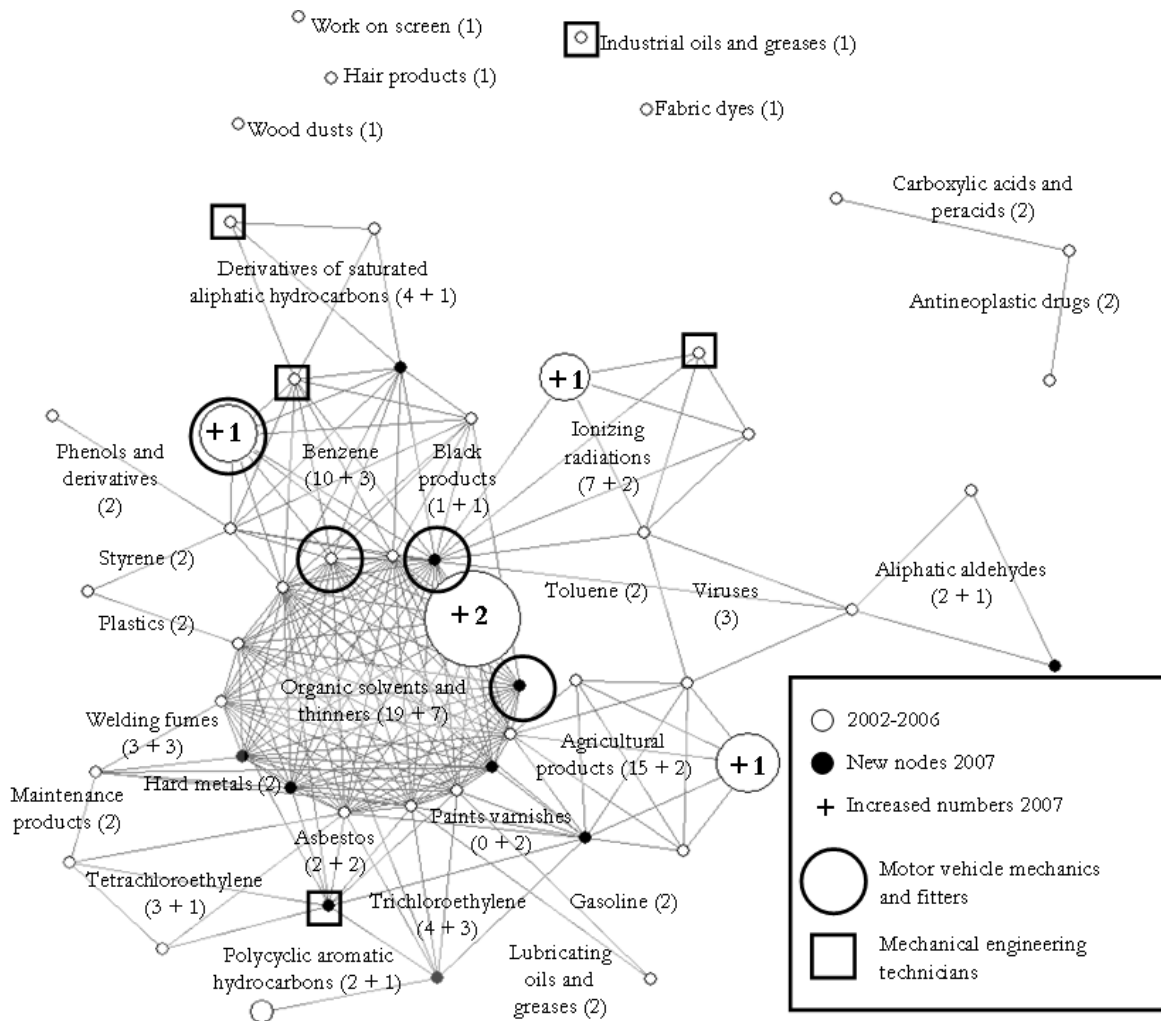 Work on screen (1)
Industrial oils and greases (1)
Hair products (1)
Fabric dyes (1)
Wood dusts (1)
Carboxylic acids and
peracids (2)
Derivatives of saturated
aliphatic hydrocarbons (4 + 1)
Antineoplastic drugs (2)
+1
+1
Phenols and
derivatives
(2)
Benzene
(10 + 3)
Black
products
(1 + 1)
Ionizing
radiations
(7 + 2)
Styrene (2)
Plastics (2)
+2
Toluene (2)
Viruses
(3)
Aliphatic aldehydes
(2 + 1)
Organic solvents and
thinners (19 + 7)
Welding fumes
(3 + 3)
Agricultural
products (15 + 2)
+1
Hard metals (2)
Maintenance
products (2)
Paints varnishes
(0 + 2)
Asbestos
(2 + 2)
Tetrachloroethylene
(3 + 1)
Trichloroethylene
(4 + 3)
Gasoline (2)
Polycyclic aromatic
hydrocarbons (2 + 1)
Lubricating
oils and
greases (2)
2002-2006
New nodes 2007
+ Increased numbers 2007
Motor vehicle mechanics
and fitters
Mechanical engineering
technicians